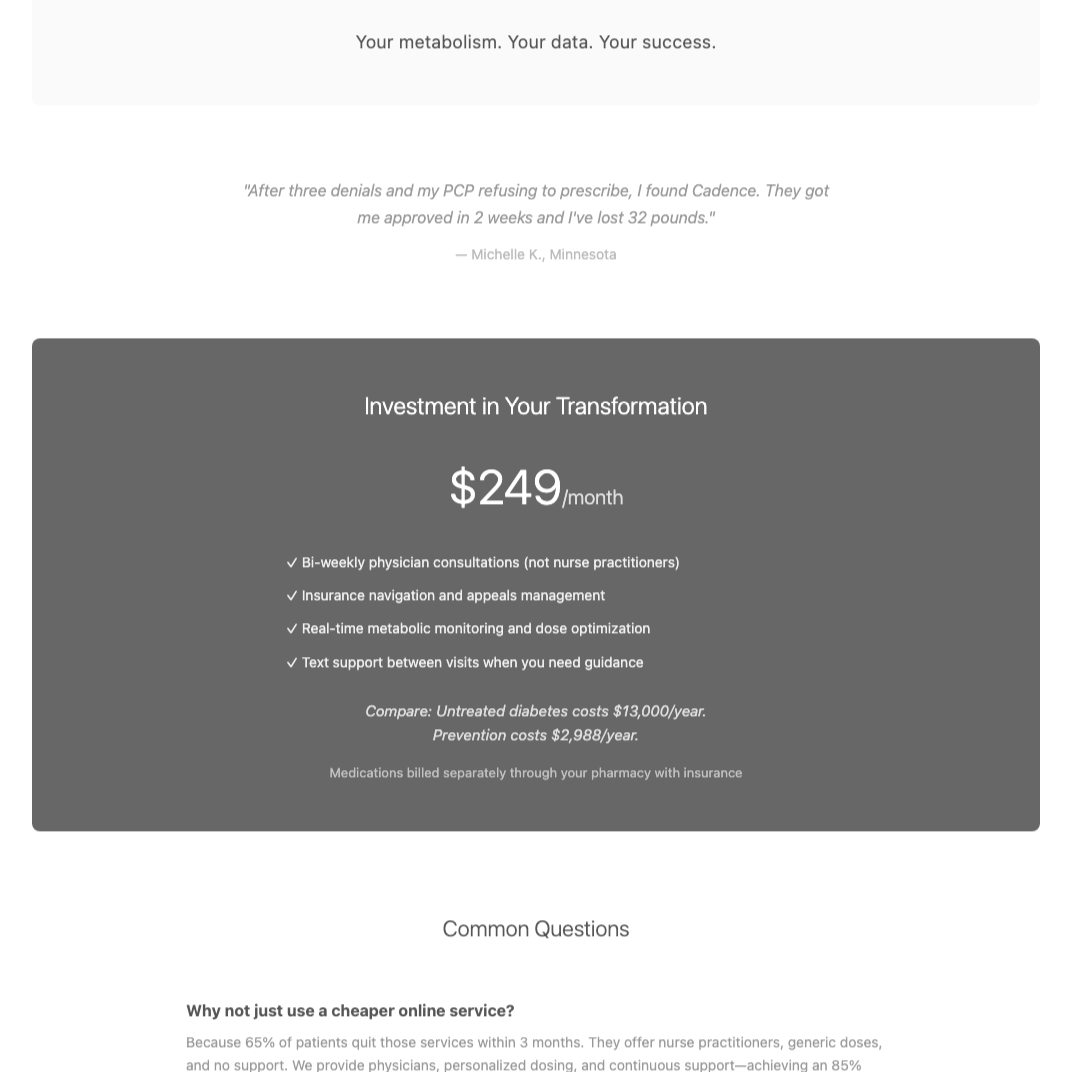 Your metabolism. Your data. Your success.
"After three denials and my PCP refusing to prescribe, I found Cadence. They got
me approved in 2 weeks and I've lost 32 pounds."
— Michelle K., Minnesota
Investment in Your Transformation
$249/month
✓ Bi-weekly physician consultations (not nurse practitioners)
✓ Insurance navigation and appeals management
✓ Real-time metabolic monitoring and dose optimization
✓ Text support between visits when you need guidance
Compare: Untreated diabetes costs $13,000/year.
Prevention costs $2,988/year.
Medications billed separately through your pharmacy with insurance
Common Questions
Why not just use a cheaper online service?
Because 65% of patients quit those services within 3 months. They offer nurse practitioners, generic doses,
and no support. We provide physicians, personalized dosing, and continuous support—achieving an 85%